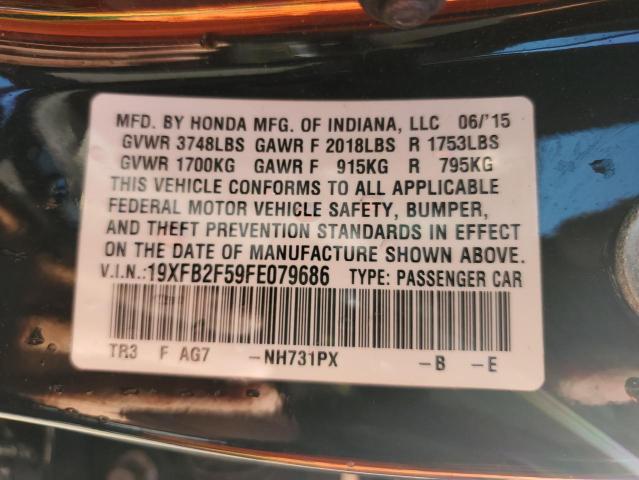 MFD. BY HONDA MFG. OF INDIANA, LLC 06/'15
GVWR 3748LBS GAWR F 2018LBS R 1753LBS
GVWR 1700KG GAWR F 915KG R 795KG
THIS VEHICLE CONFORMS TO ALL APPLICABLE
FEDERAL MOTOR VEHICLE SAFETY, BUMPER,
AND THEFT PREVENTION STANDARDS IN EFFECT
ON THE DATE OF MANUFACTURE SHOWN ABOVE.
V.I.N.:19XFB2F59FE079686 TYPE: PASSENGER CAR
TR3 F AG7 -NH731PX -B -E